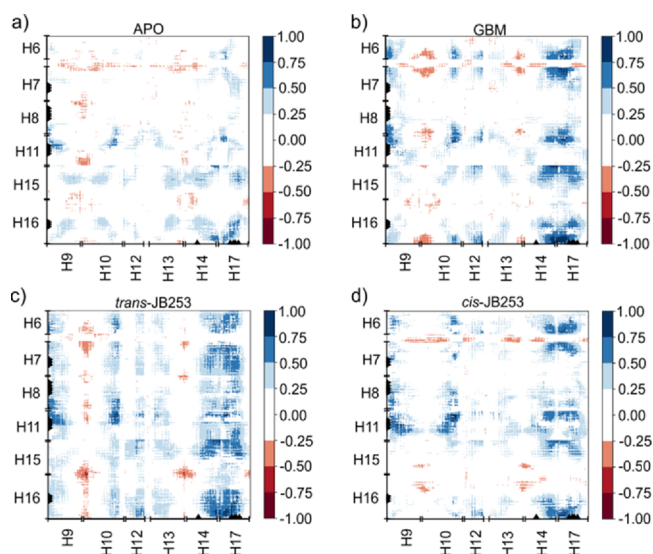 a) APO b) GBM
H6 1.00 H6 1.00
0.75 0.75
H7 0.50 H7 0.50
0.25 0.25
H8 0.00 H8 0.00
H11 -0.25 H11 -0.25
H15 -0.50 H15 -0.50
-0.75 -0.75
H16 -1.00 H16 -1.00
H9 H10 H12 H13 H14 H17 H9 H10 H12 H13 H14 H17
c) trans-JB253 d) cis-JB253
H6 1.00 H6 1.00
0.75 0.75
H7 0.50 H7 0.50
0.25 0.25
H8 0.00 H8 0.00
H11 -0.25 H11 -0.25
H15 -0.50 H15 -0.50
-0.75 -0.75
H16 -1.00 H16 -1.00
H9 H10 H12 H13 H14 H17 H9 H10 H12 H13 H14 H17